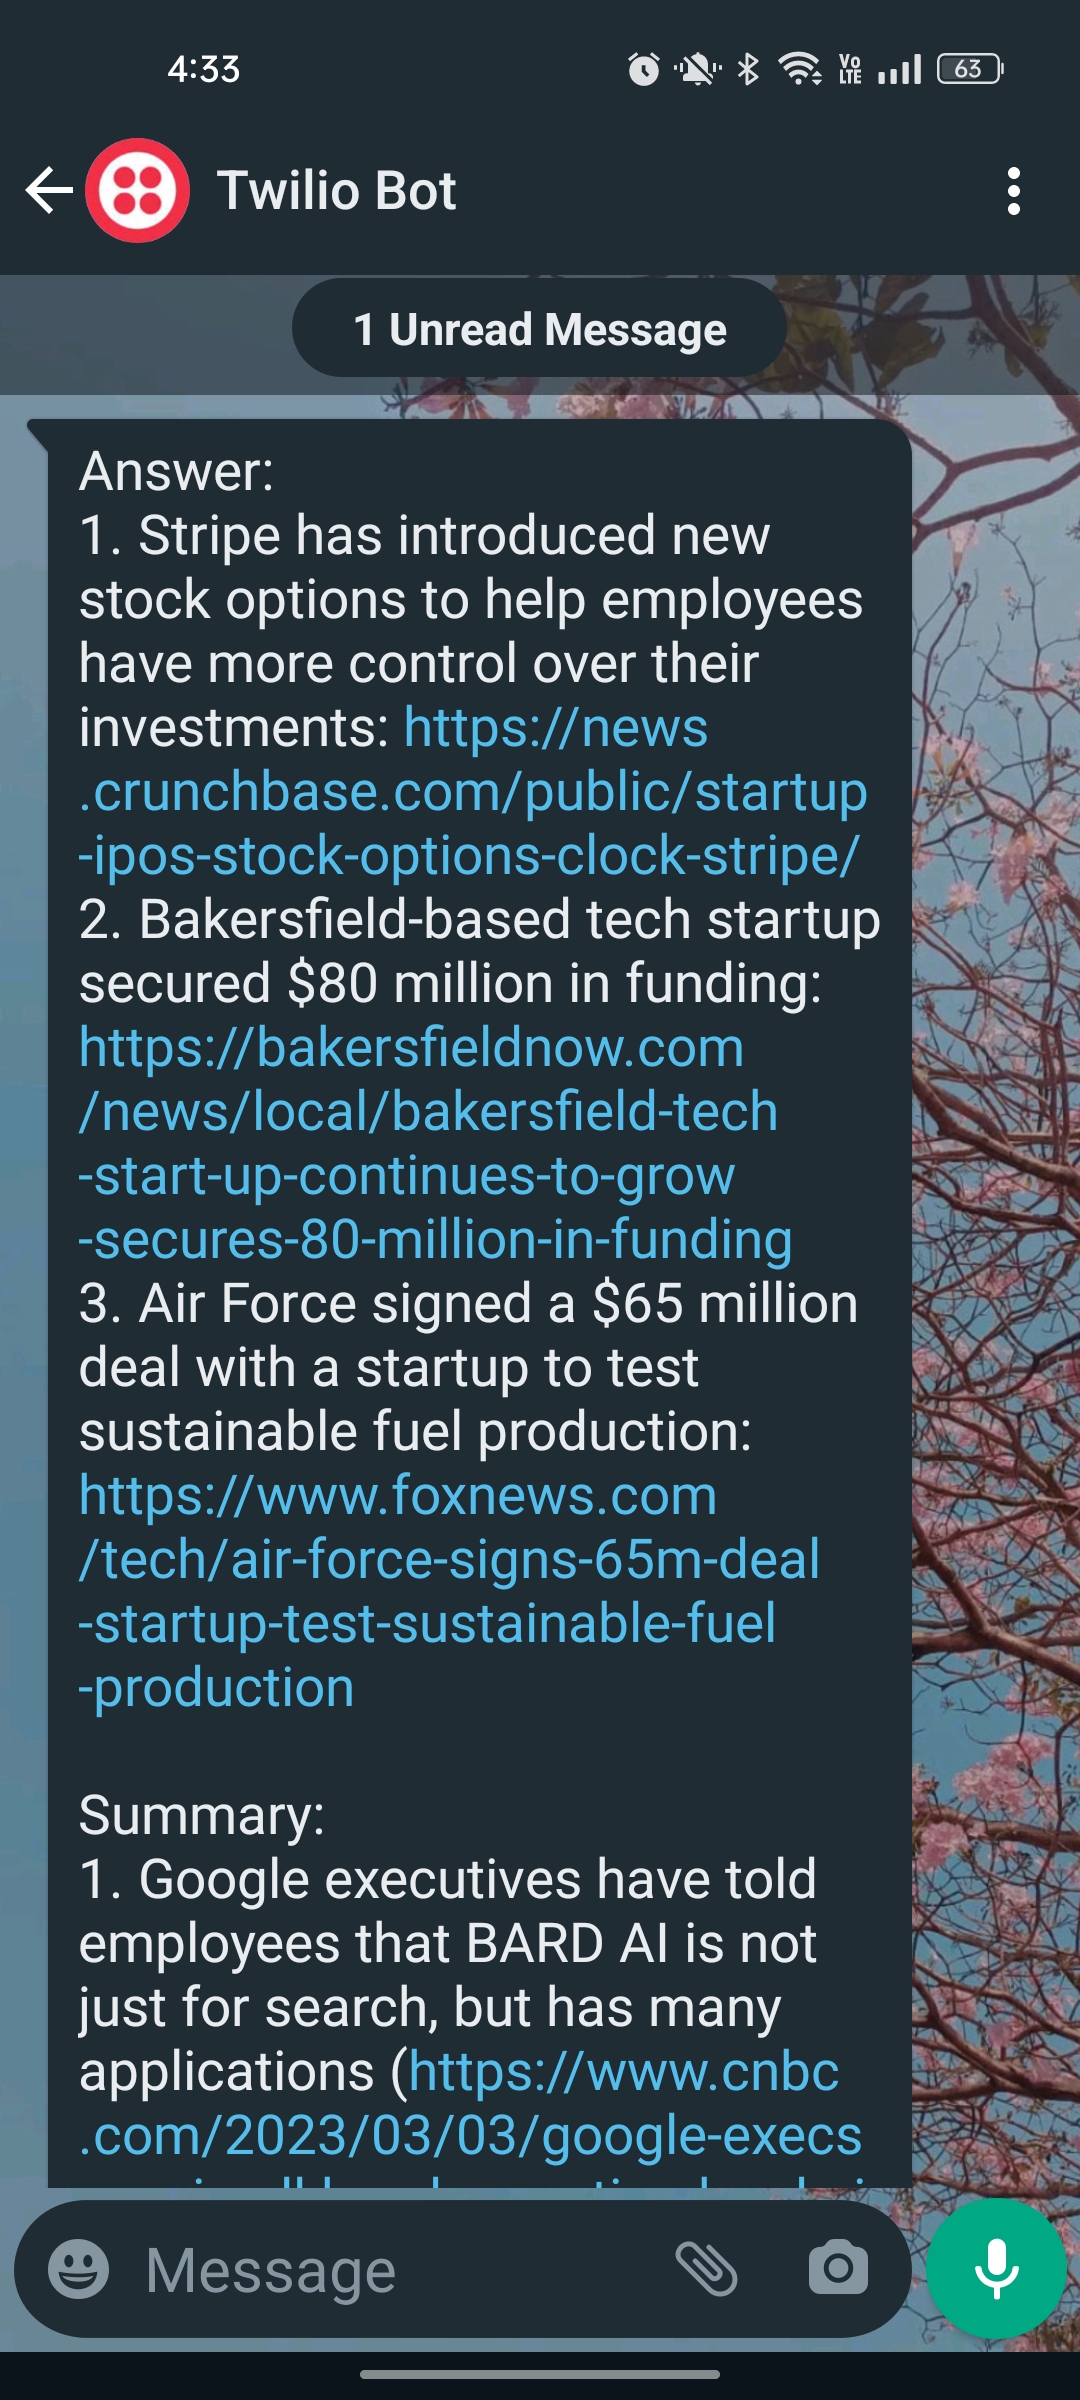 4:33
Vo
LTE
63
Twilio Bot
1 Unread Message
Answer:
1. Stripe has introduced new
stock options to help employees
have more control over their
investments: https://news
.crunchbase.com/public/startup
-ipos-stock-options-clock-stripe/
2. Bakersfield-based tech startup
secured $80 million in funding:
https://bakersfieldnow.com
/news/local/bakersfield-tech
-start-up-continues-to-grow
-secures-80-million-in-funding
3. Air Force signed a $65 million
deal with a startup to test
sustainable fuel production:
https://www.foxnews.com
/tech/air-force-signs-65m-deal
-startup-test-sustainable-fuel
-production
Summary:
1. Google executives have told
employees that BARD AI is not
just for search, but has many
applications (https://www.cnbc
.com/2023/03/03/google-execs
Message